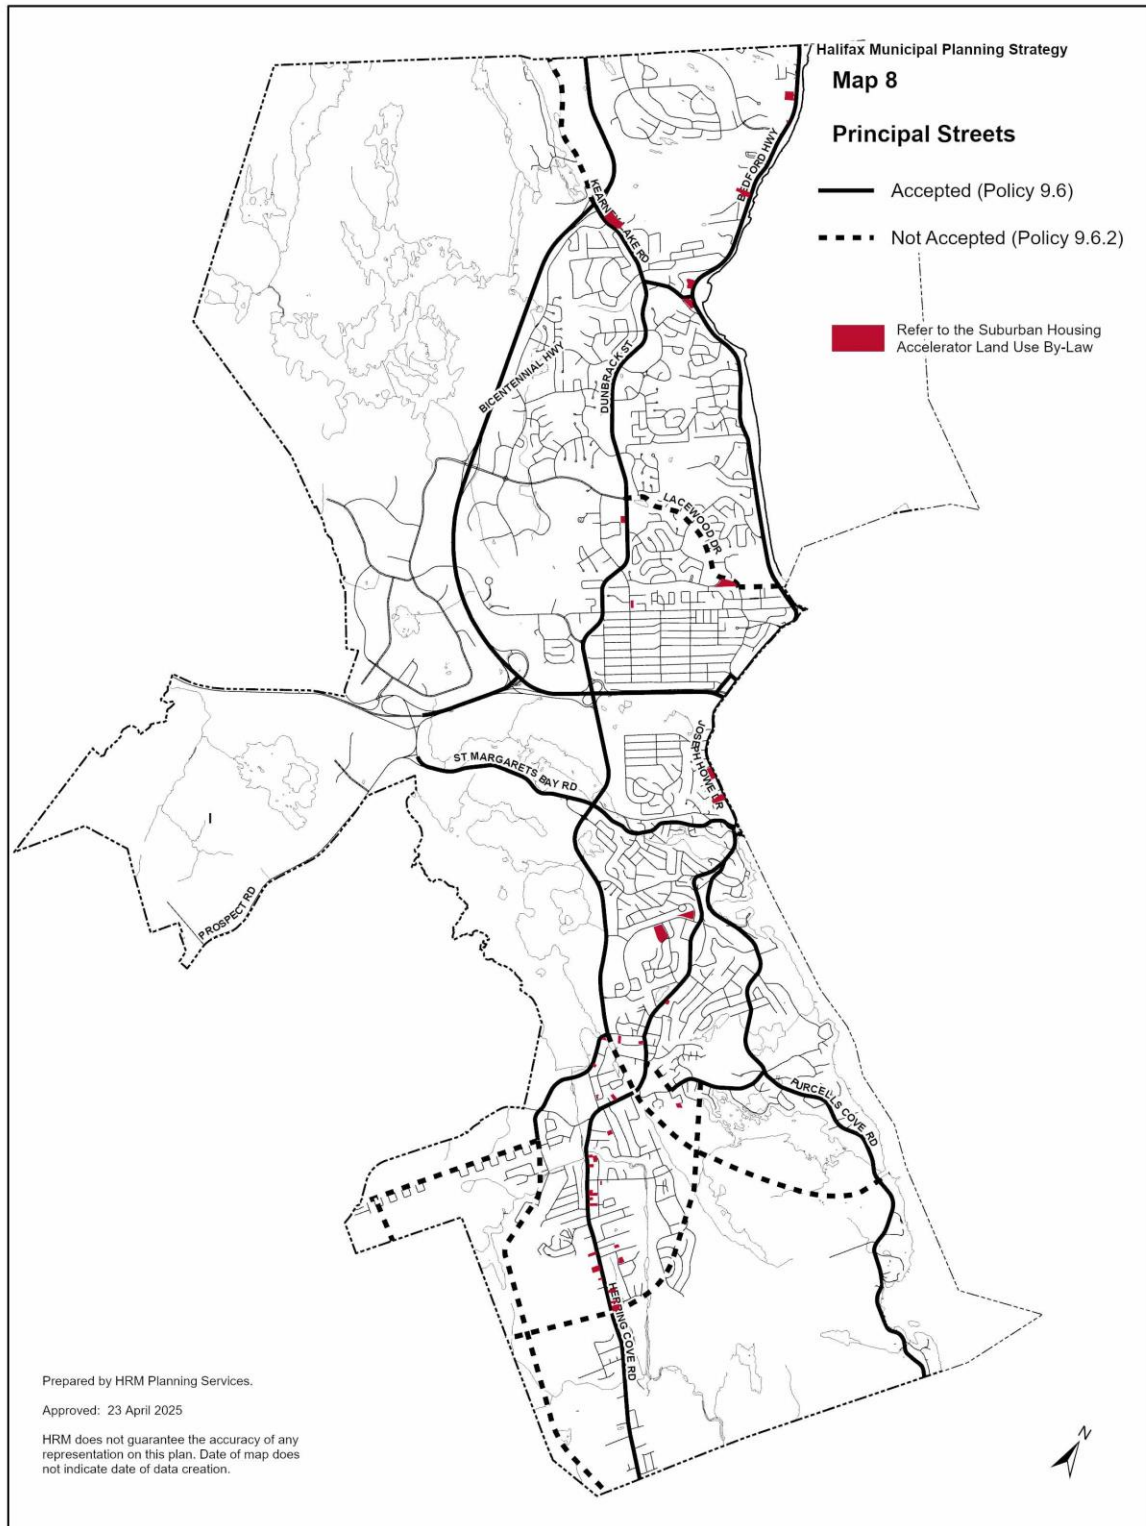 Halifax Municipal Planning Strategy
Map 8
Principal Streets
Accepted (Policy 9.6)
Not Accepted (Policy 9.6.2)
Refer to the Suburban Housing
Accelerator Land Use By-Law
BEDFORD HWY
KEARNEY LAKE RD
BICENTENNIAL HWY
DUNBRACK ST
LACEWOOD DR
JOSEPH HOWE DR
ST MARGARETS BAY RD
PROSPECT RD
PURCELLS COVE RD
HERRING COVE RD
Prepared by HRM Planning Services.
Approved: 23 April 2025
HRM does not guarantee the accuracy of any
representation on this plan. Date of map does
not indicate date of data creation.
N